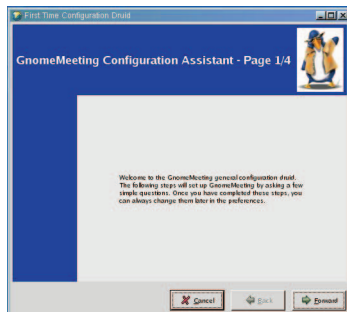 First Time Configuration Druid
GnomeMeeting Configuration Assistant - Page 1/4
Welcome to the GnomeMeeting general configuration druid.
The following steps will set up GnomeMeeting by asking a few
simple questions. Once you have completed these steps, you
can always change them later in the preferences.
Cancel
Back
Forward